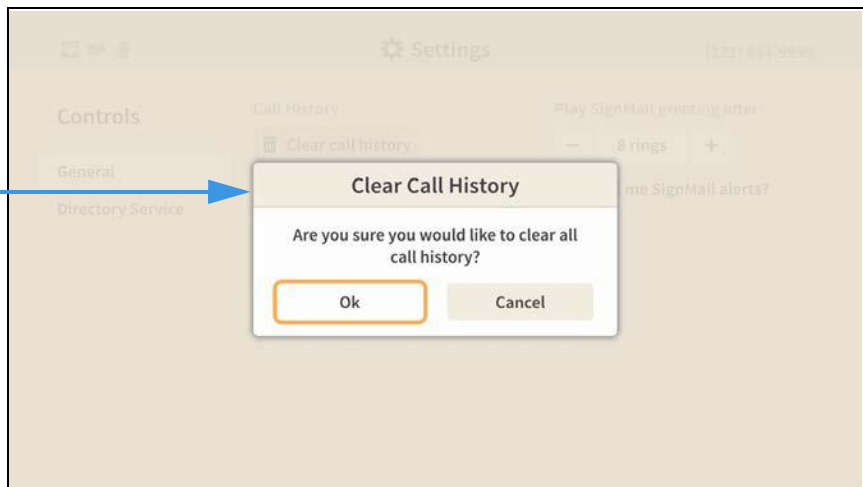 Settings
Controls
Call History
Play SignMail greeting after
Clear call history
8 rings
General
me SignMail alerts?
Directory Service
Clear Call History
Are you sure you would like to clear all
call history?
Ok
Cancel